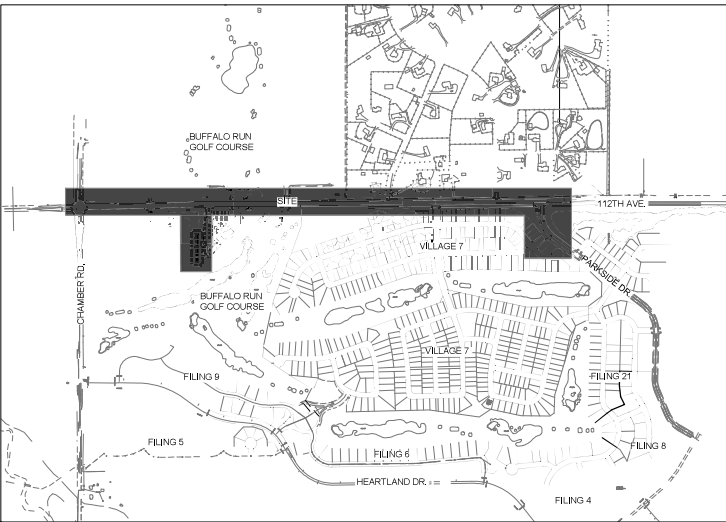 BUFFALO RUN
GOLF COURSE
SITE
112TH AVE.
VILLAGE 7
PARKSIDE DR
CHAMBER RD.
BUFFALO RUN
GOLF COURSE
VILLAGE 7
FILING 9
FILING 21
FILING 5
FILING 6
FILING 8
HEARTLAND DR.
FILING 4